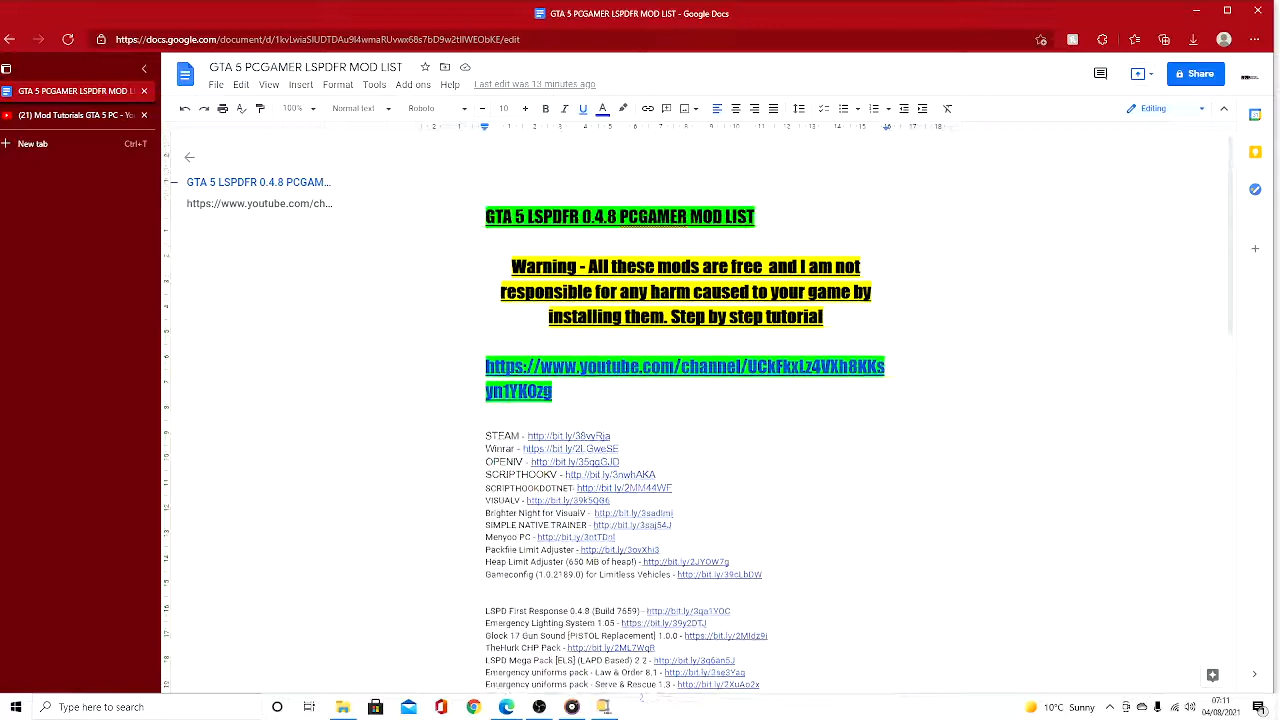 GTA 5 PCGAMER LSPDFR MOD LIST - Google Docs
https://docs.google.com/document/d/1kvLwiaSlUDTDAu9l4wmaRUvwx68s7bD9w2tIlWEObKE/edit
GTA 5 PCGAMER LSPDFR MOD LI
(21) Mod Tutorials GTA 5 PC - You
New tab Ctrl+T
GTA 5 PCGAMER LSPDFR MOD LIST
File Edit View Insert Format Tools Add ons Help Last edit was 13 minutes ago
Share
100% Normal text Roboto 10 Editing
GTA 5 LSPDFR 0.4.8 PCGAM...
https://www.youtube.com/ch...
GTA 5 LSPDFR 0.4.8 PCGAMER MOD LIST
Warning - All these mods are free and I am not
responsible for any harm caused to your game by
installing them. Step by step tutorial
https://www.youtube.com/channel/UCkFkxLz4VXh8KKs
yn1YKOzg
STEAM - http://bit.ly/38vyRja
Winrar - https://bit.ly/2LGweSE
OPENIV - http://bit.ly/35qgGJD
SCRIPTHOOKV - http://bit.ly/3nwhAKA
SCRIPTHOOKDOTNET- http://bit.ly/2MM44WF
VISUALV - http://bit.ly/39k5QG6
Brighter Night for VisualV - http://bit.ly/3sadlmj
SIMPLE NATIVE TRAINER - http://bit.ly/3saj54J
Menyoo PC - http://bit.ly/3ntTDnl
Packfile Limit Adjuster - http://bit.ly/3ovXhi3
Heap Limit Adjuster (650 MB of heap!) - http://bit.ly/2JYOW7g
Gameconfig (1.0.2189.0) for Limitless Vehicles - http://bit.ly/39cLbDW
LSPD First Response 0.4.8 (Build 7659) - http://bit.ly/3qa1YOC
Emergency Lighting System 1.05 - https://bit.ly/39y2DTJ
Glock 17 Gun Sound [PISTOL Replacement] 1.0.0 - https://bit.ly/2MIdz9i
TheHurk CHP Pack - http://bit.ly/2ML7WqR
LSPD Mega Pack [ELS] (LAPD Based) 2.2 - http://bit.ly/3q6an5J
Emergency uniforms pack - Law & Order 8.1 - http://bit.ly/3se3Yag
Emergency uniforms pack - Serve & Rescue 1.3 - http://bit.ly/2XuAo2x
Type here to search
10°C Sunny
07:11
04/08/2021